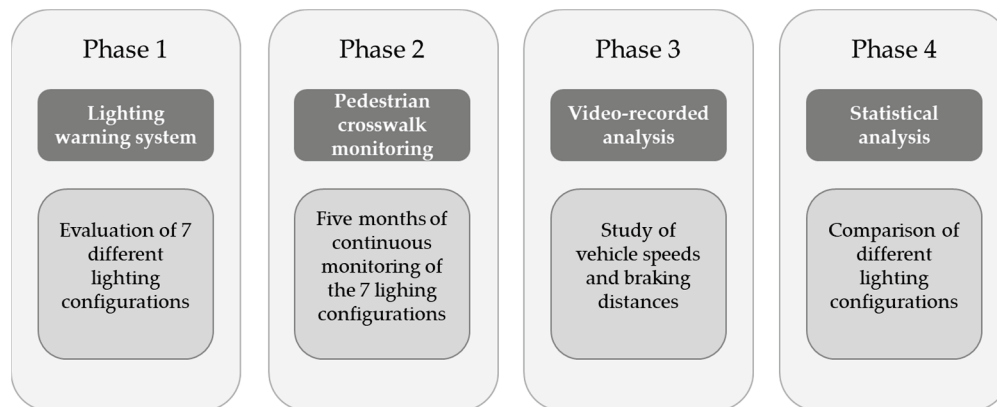 Phase 1
Lighting
warning system
Evaluation of 7
different
lighting
configurations
Phase 2
Pedestrian
crosswalk
monitoring
Five months of
continuous
monitoring of
the 7 lighing
configurations
Phase 3
Video-recorded
analysis
Study of
vehicle speeds
and braking
distances
Phase 4
Statistical
analysis
Comparison of
different
lighting
configurations